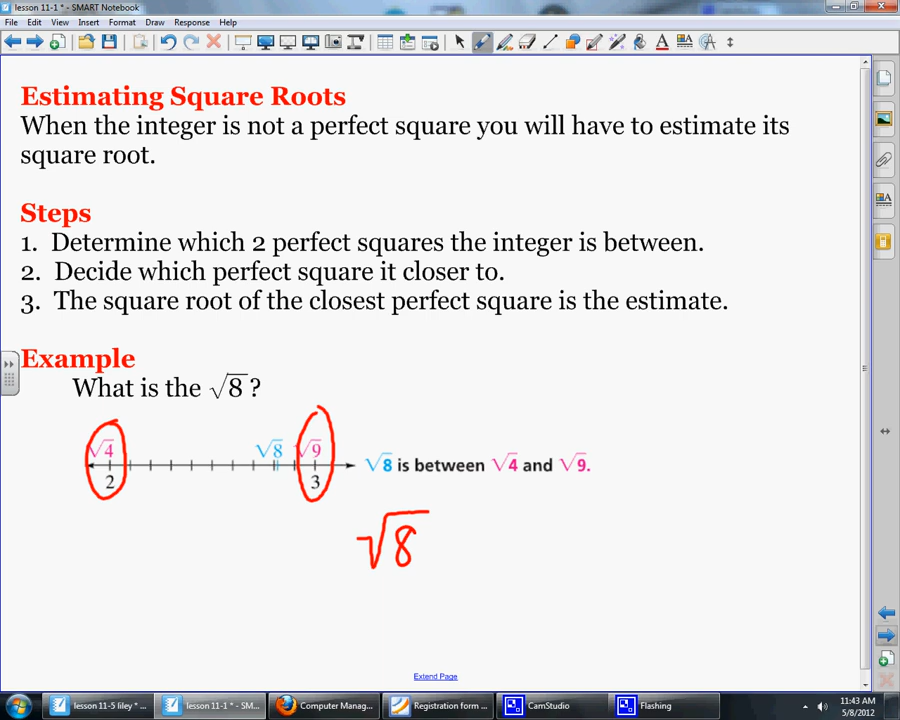 lesson 11-1 * - SMART Notebook
File Edit View Insert Format Draw Response Help
Estimating Square Roots
When the integer is not a perfect square you will have to estimate its
square root.
Steps
1. Determine which 2 perfect squares the integer is between.
2. Decide which perfect square it closer to.
3. The square root of the closest perfect square is the estimate.
Example
What is the √8 ?
√4 √8 √9
2 3
√8 is between √4 and √9.
√8
Extend Page
lesson 11-5 liley * ...
lesson 11-1 * - SM...
Computer Manag...
Registration form ...
CamStudio
Flashing
11:43 AM
5/8/2012